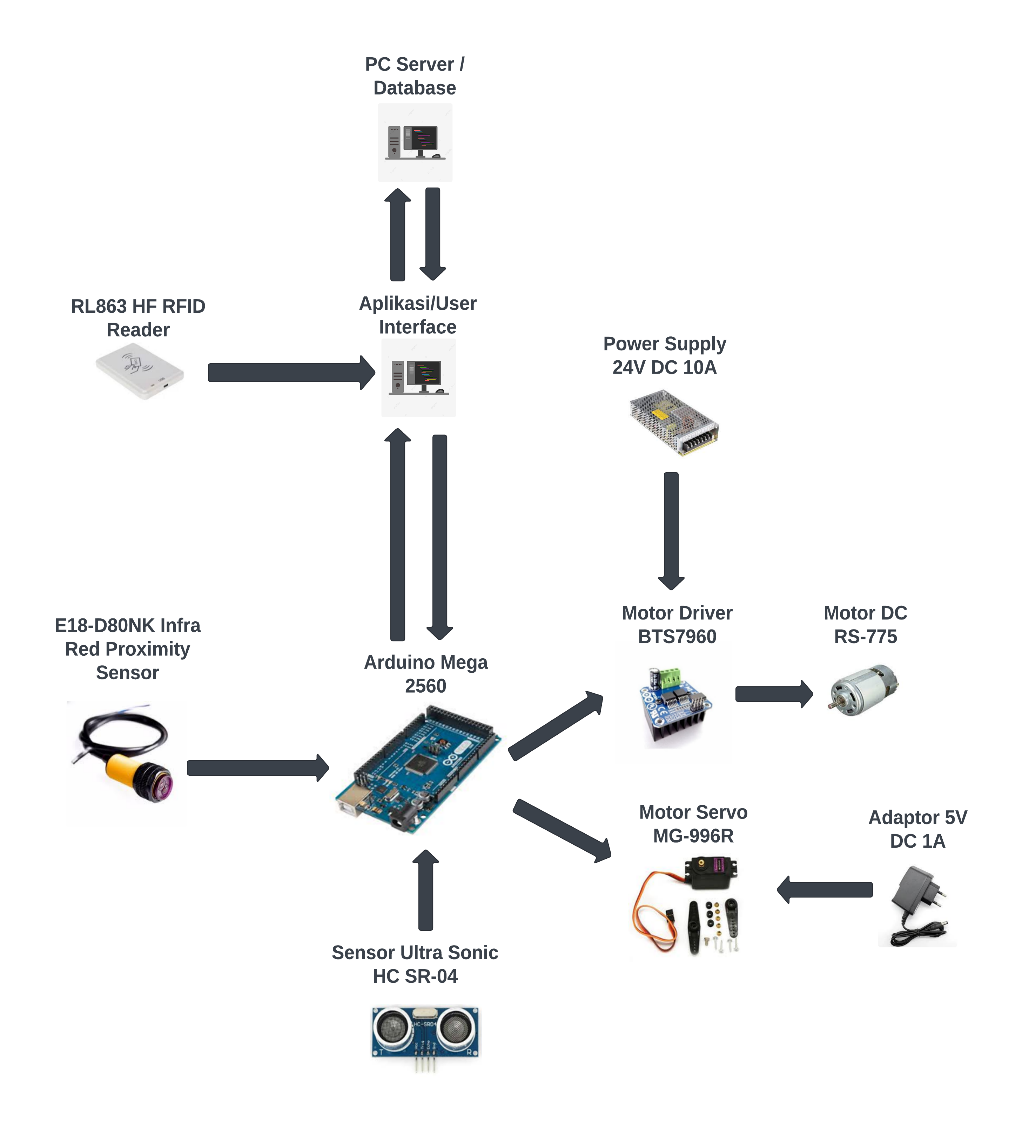 PC Server /
Database
Aplikasi/User
Interface
RL863 HF RFID
Reader
Power Supply
24V DC 10A
E18-D80NK Infra
Red Proximity
Sensor
Arduino Mega
2560
Motor Driver
BTS7960
Motor DC
RS-775
Motor Servo
MG-996R
Adaptor 5V
DC 1A
Sensor Ultra Sonic
HC SR-04
HC-SR04
T
R